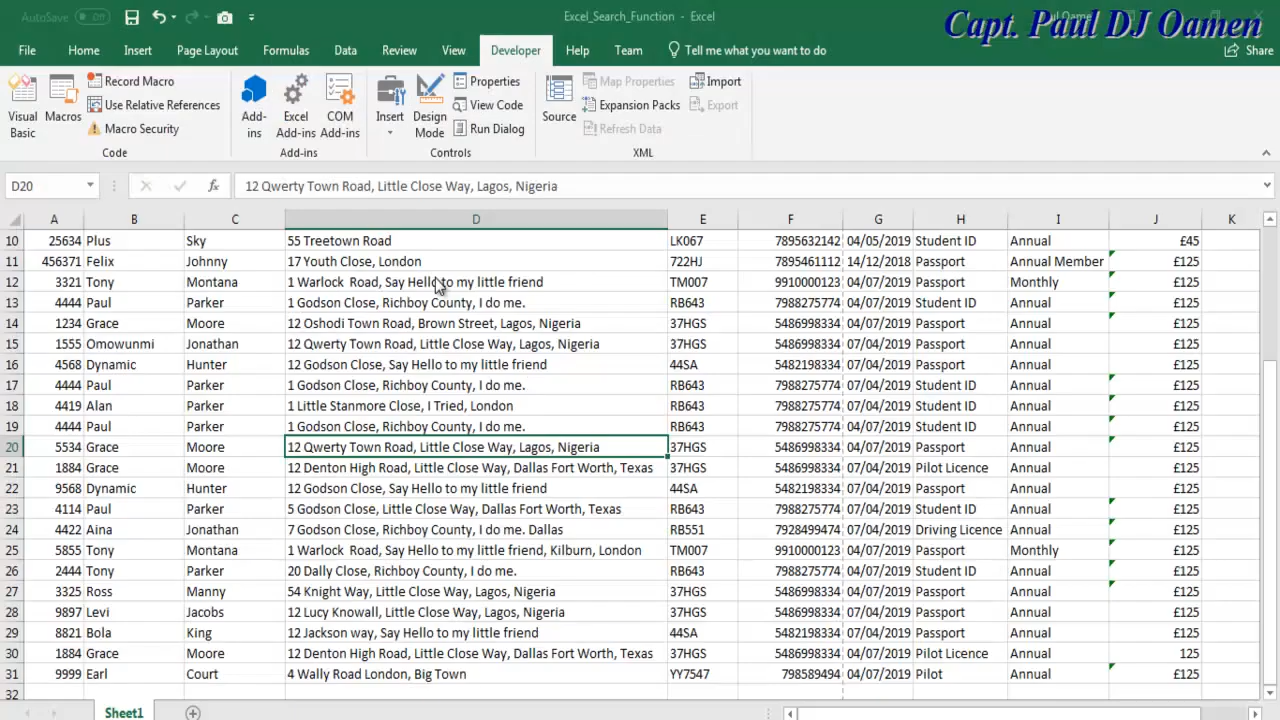 AutoSave Off Excel_Search_Function - Excel
Capt. Paul DJ Oamen
File Home Insert Page Layout Formulas Data Review View Developer Help Team Tell me what you want to do Share
Visual Basic
Macros
Record Macro
Use Relative References
Macro Security
Code
Add-ins
Excel Add-ins
COM Add-ins
Add-ins
Insert
Design Mode
Properties
View Code
Run Dialog
Controls
Source
Map Properties
Expansion Packs
Refresh Data
Import
Export
XML
D20 fx 12 Qwerty Town Road, Little Close Way, Lagos, Nigeria
A B C D E F G H I J K
10 25634 Plus Sky 55 Treetown Road LK067 7895632142 04/05/2019 Student ID Annual £45
11 456371 Felix Johnny 17 Youth Close, London 722HJ 7895461112 14/12/2018 Passport Annual Member £125
12 3321 Tony Montana 1 Warlock Road, Say Hello to my little friend TM007 9910000123 07/04/2019 Passport Monthly £125
13 4444 Paul Parker 1 Godson Close, Richboy County, I do me. RB643 7988275774 07/04/2019 Student ID Annual £125
14 1234 Grace Moore 12 Oshodi Town Road, Brown Street, Lagos, Nigeria 37HGS 5486998334 07/04/2019 Passport Annual £125
15 1555 Omowunmi Jonathan 12 Qwerty Town Road, Little Close Way, Lagos, Nigeria 37HGS 5486998334 07/04/2019 Passport Annual £125
16 4568 Dynamic Hunter 12 Godson Close, Say Hello to my little friend 44SA 5482198334 07/04/2019 Passport Annual £125
17 4444 Paul Parker 1 Godson Close, Richboy County, I do me. RB643 7988275774 07/04/2019 Student ID Annual £125
18 4419 Alan Parker 1 Little Stanmore Close, I Tried, London RB643 7988275774 07/04/2019 Student ID Annual £125
19 4444 Paul Parker 1 Godson Close, Richboy County, I do me. RB643 7988275774 07/04/2019 Student ID Annual £125
20 5534 Grace Moore 12 Qwerty Town Road, Little Close Way, Lagos, Nigeria 37HGS 5486998334 07/04/2019 Passport Annual £125
21 1884 Grace Moore 12 Denton High Road, Little Close Way, Dallas Fort Worth, Texas 37HGS 5486998334 07/04/2019 Pilot Licence Annual £125
22 9568 Dynamic Hunter 12 Godson Close, Say Hello to my little friend 44SA 5482198334 07/04/2019 Passport Annual £125
23 4114 Paul Parker 5 Godson Close, Little Close Way, Dallas Fort Worth, Texas RB643 7988275774 07/04/2019 Student ID Annual £125
24 4422 Aina Jonathan 7 Godson Close, Richboy County, I do me. Dallas RB551 7928499474 07/04/2019 Driving Licence Annual £125
25 5855 Tony Montana 1 Warlock Road, Say Hello to my little friend, Kilburn, London TM007 9910000123 07/04/2019 Passport Monthly £125
26 2444 Tony Parker 20 Dally Close, Richboy County, I do me. RB643 7988275774 07/04/2019 Student ID Annual £125
27 3325 Ross Manny 54 Knight Way, Little Close Way, Lagos, Nigeria 37HGS 5486998334 07/04/2019 Passport Annual £125
28 9897 Levi Jacobs 12 Lucy Knowall, Little Close Way, Lagos, Nigeria 37HGS 5486998334 07/04/2019 Passport Annual £125
29 8821 Bola King 12 Jackson way, Say Hello to my little friend 44SA 5482198334 07/04/2019 Passport Annual £125
30 1884 Grace Moore 12 Denton High Road, Little Close Way, Dallas Fort Worth, Texas 37HGS 5486998334 07/04/2019 Pilot Licence Annual 125
31 9999 Earl Court 4 Wally Road London, Big Town YY7547 798589494 07/04/2019 Pilot Annual £125
32
Sheet1